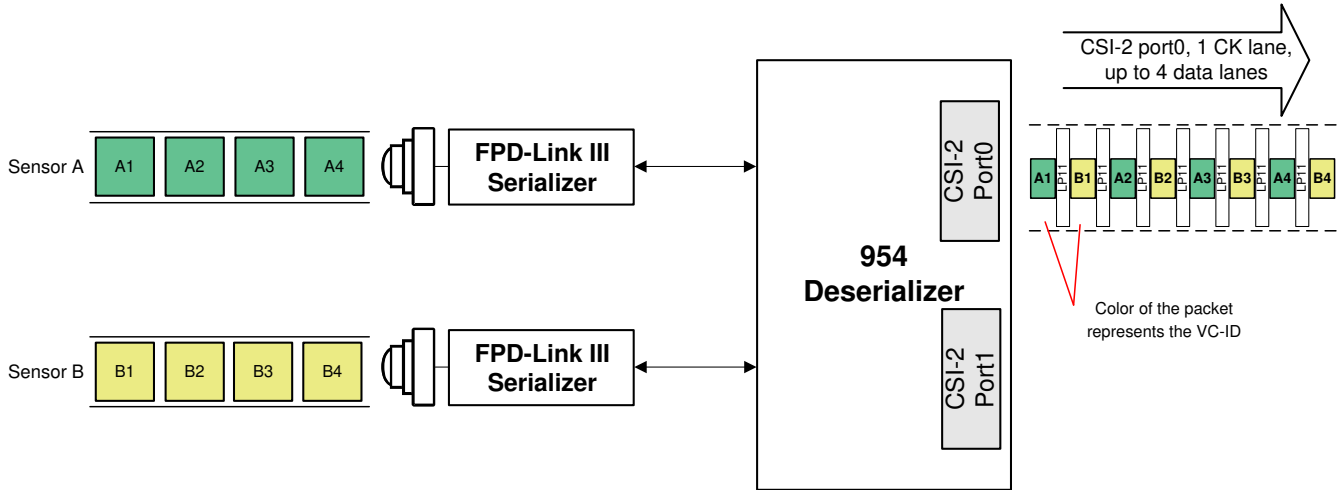 CSI-2 port0, 1 CK lane,
up to 4 data lanes
Sensor A
A1 A2 A3 A4
FPD-Link III
Serializer
CSI-2
Port0
A1 LP11 B1 LP11 A2 LP11 B2 LP11 A3 LP11 B3 LP11 A4 LP11 B4
954
Deserializer
Color of the packet
represents the VC-ID
Sensor B
B1 B2 B3 B4
FPD-Link III
Serializer
CSI-2
Port1